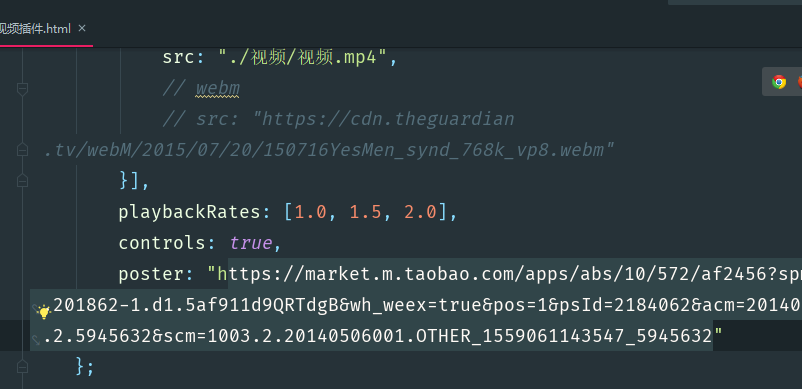 视频插件.html ×
src: "./视频/视频.mp4",
// webm
// src: "https://cdn.theguardian
.tv/webM/2015/07/20/150716YesMen_synd_768k_vp8.webm"
}],
playbackRates: [1.0, 1.5, 2.0],
controls: true,
poster: "https://market.m.taobao.com/apps/abs/10/572/af2456?spm
.201862-1.d1.5af911d9QRTdgB&wh_weex=true&pos=1&psId=2184062&acm=20140
.2.5945632&scm=1003.2.20140506001.OTHER_1559061143547_5945632"
};